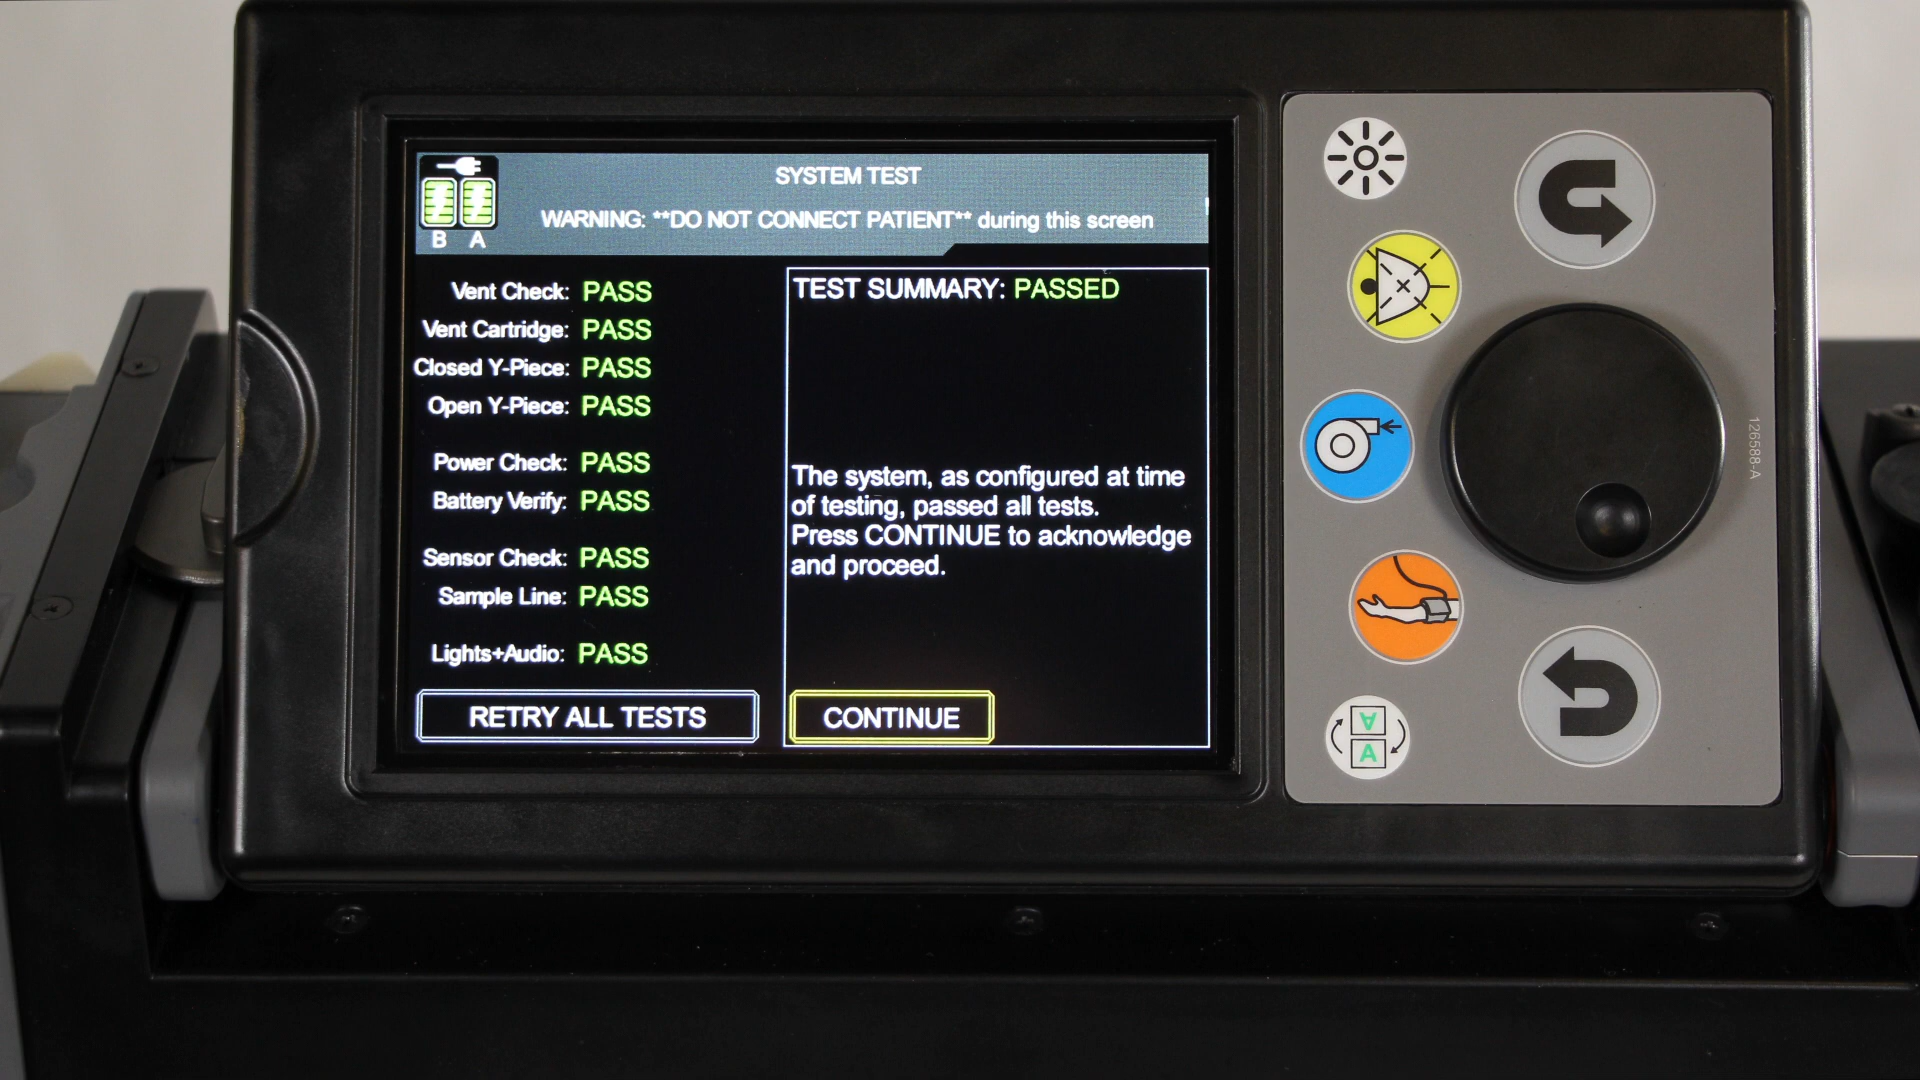 SYSTEM TEST
WARNING: **DO NOT CONNECT PATIENT** during this screen
B A
Vent Check: PASS
Vent Cartridge: PASS
Closed Y-Piece: PASS
Open Y-Piece: PASS
Power Check: PASS
Battery Verify: PASS
Sensor Check: PASS
Sample Line: PASS
Lights+Audio: PASS
RETRY ALL TESTS
TEST SUMMARY: PASSED
The system, as configured at time
of testing, passed all tests.
Press CONTINUE to acknowledge
and proceed.
CONTINUE
A
A
126588-A